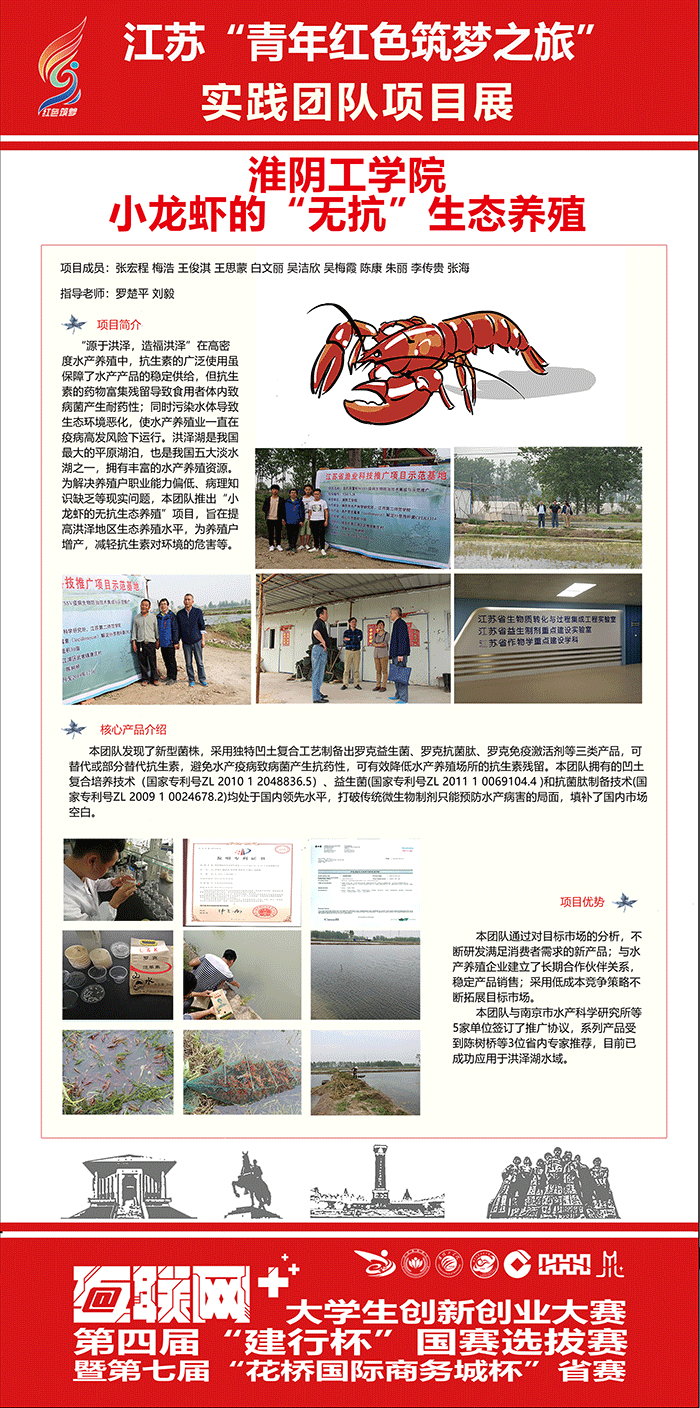 江苏“青年红色筑梦之旅”
实践团队项目展
红色筑梦
淮阴工学院
小龙虾的“无抗”生态养殖
项目成员：张宏程 梅浩 王俊淇 王思蒙 白文丽 吴洁欣 吴梅霞 陈康 朱丽 李传贵 张海
指导老师：罗楚平 刘毅
项目简介
“源于洪泽，造福洪泽”在高密
度水产养殖中，抗生素的广泛使用虽
保障了水产产品的稳定供给，但抗生
素的药物富集残留导致食用者体内致
病菌产生耐药性；同时污染水体导致
生态环境恶化，使水产养殖业一直在
疫病高发风险下运行。洪泽湖是我国
最大的平原湖泊，也是我国五大淡水
湖之一，拥有丰富的水产养殖资源。
为解决养殖户职业能力偏低、病理知
识缺乏等现实问题，本团队推出“小
龙虾的无抗生态养殖”项目，旨在提
高洪泽地区生态养殖水平，为养殖户
增产，减轻抗生素对环境的危害等。
江苏省渔业科技推广项目示范基地
科技推广项目示范基地
江苏省生物质转化与过程集成工程实验室
江苏省益生制剂重点建设实验室
江苏省作物学重点建设学科
核心产品介绍
本团队发现了新型菌株，采用独特凹土复合工艺制备出罗克益生菌、罗克抗菌肽、罗克免疫激活剂等三类产品，可
替代或部分替代抗生素，避免水产疫病致病菌产生抗药性，可有效降低水产养殖场所的抗生素残留。本团队拥有的凹土
复合培养技术（国家专利号ZL 2010 1 2048836.5）、益生菌(国家专利号ZL 2011 1 0069104.4 )和抗菌肽制备技术(国
家专利号ZL 2009 1 0024678.2)均处于国内领先水平，打破传统微生物制剂只能预防水产病害的局面，填补了国内市场
空白。
发明专利证书
项目优势
本团队通过对目标市场的分析，不
断研发满足消费者需求的新产品；与水
产养殖企业建立了长期合作伙伴关系，
稳定产品销售；采用低成本竞争策略不
断拓展目标市场。
本团队与南京市水产科学研究所等
5家单位签订了推广协议，系列产品受
到陈树桥等3位省内专家推荐，目前已
成功应用于洪泽湖水域。
互联网+
大学生创新创业大赛
第四届“建行杯”国赛选拔赛
暨第七届“花桥国际商务城杯”省赛